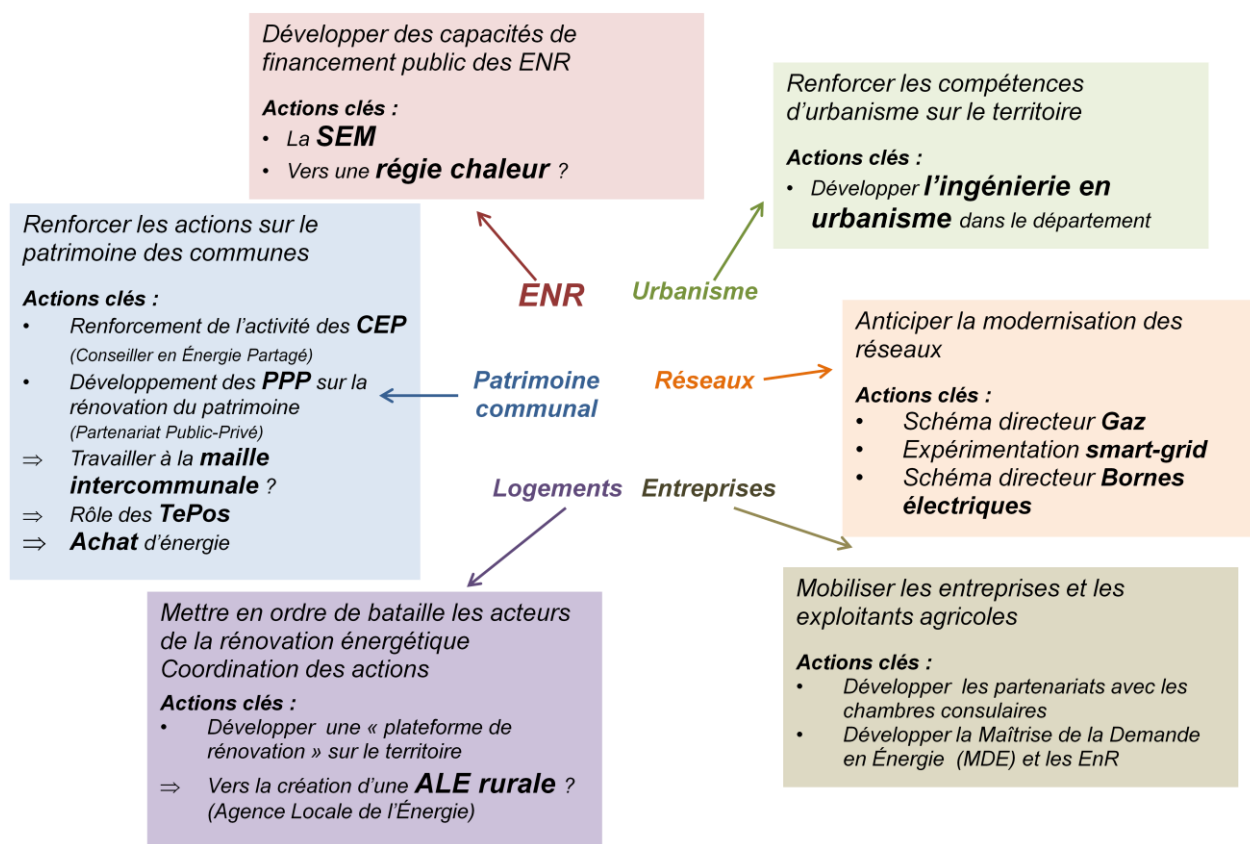 Développer des capacités de
financement public des ENR
Actions clés :
• La SEM
• Vers une régie chaleur ?
Renforcer les compétences
d’urbanisme sur le territoire
Actions clés :
• Développer l’ingénierie en
urbanisme dans le département
Renforcer les actions sur le
patrimoine des communes
Actions clés :
• Renforcement de l’activité des CEP
(Conseiller en Énergie Partagé)
• Développement des PPP sur la
rénovation du patrimoine
(Partenariat Public-Privé)
⇒ Travailler à la maille
intercommunale ?
⇒ Rôle des TePos
⇒ Achat d’énergie
ENR
Urbanisme
Patrimoine
communal
Réseaux
Logements
Entreprises
Anticiper la modernisation des
réseaux
Actions clés :
• Schéma directeur Gaz
• Expérimentation smart-grid
• Schéma directeur Bornes
électriques
Mettre en ordre de bataille les acteurs
de la rénovation énergétique
Coordination des actions
Actions clés :
• Développer une « plateforme de
rénovation » sur le territoire
⇒ Vers la création d’une ALE rurale ?
(Agence Locale de l’Énergie)
Mobiliser les entreprises et les
exploitants agricoles
Actions clés :
• Développer les partenariats avec les
chambres consulaires
• Développer la Maîtrise de la Demande
en Énergie (MDE) et les EnR